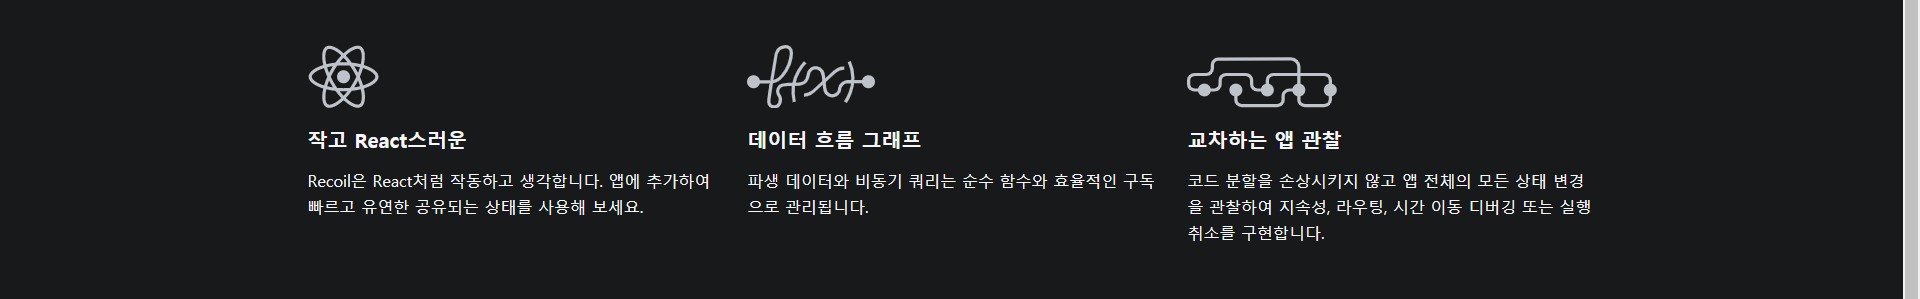 f(x)
작고 React스러운
Recoil은 React처럼 작동하고 생각합니다. 앱에 추가하여
빠르고 유연한 공유되는 상태를 사용해 보세요.
데이터 흐름 그래프
파생 데이터와 비동기 쿼리는 순수 함수와 효율적인 구독
으로 관리됩니다.
교차하는 앱 관찰
코드 분할을 손상시키지 않고 앱 전체의 모든 상태 변경
을 관찰하여 지속성, 라우팅, 시간 이동 디버깅 또는 실행
취소를 구현합니다.